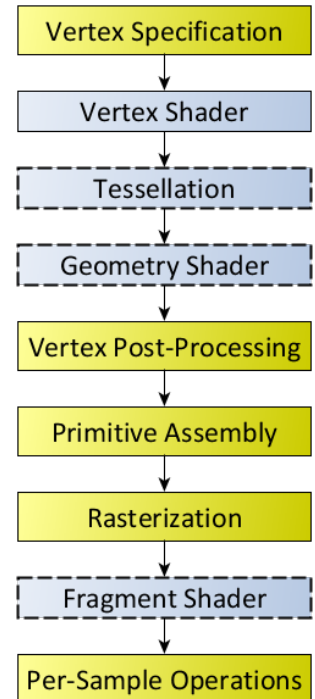 Vertex Specification
Vertex Shader
Tessellation
Geometry Shader
Vertex Post-Processing
Primitive Assembly
Rasterization
Fragment Shader
Per-Sample Operations